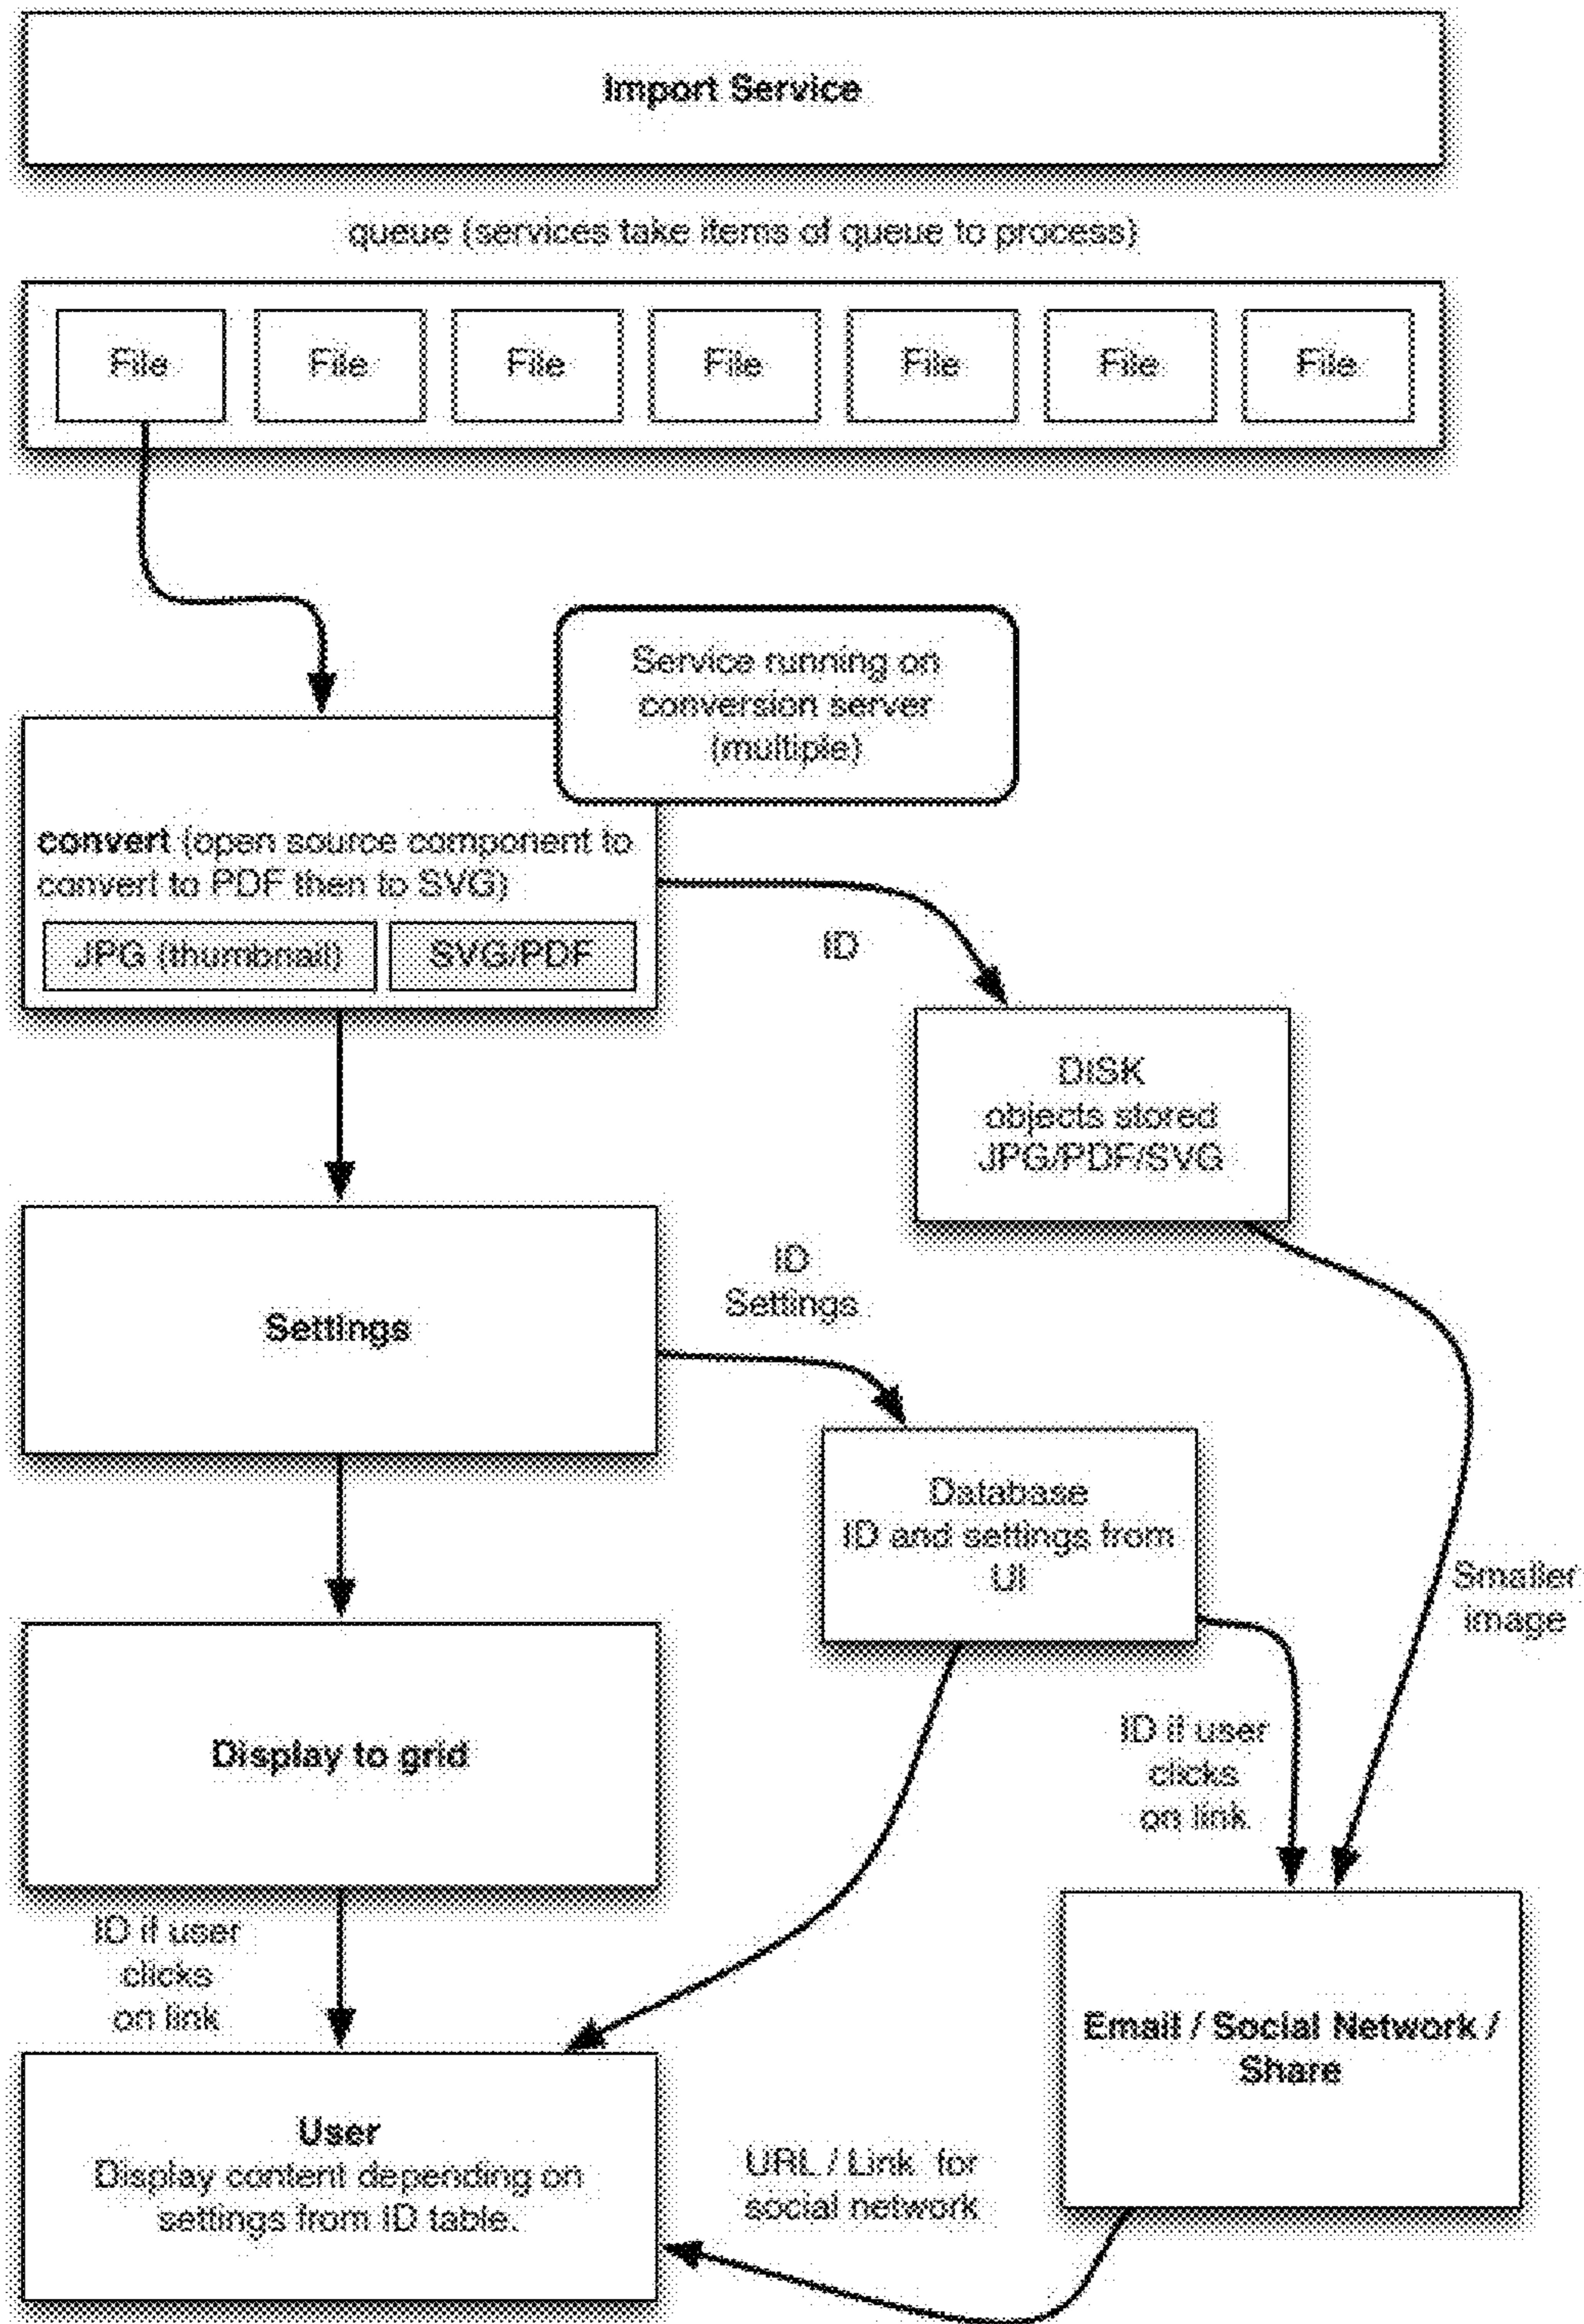 Import Service
queue (services take items of queue to process)
File File File File File File File
Service running on
conversion server
(multiple)
convert (open source component to
convert to PDF then to SVG)
JPG (thumbnail) SVG/PDF
ID
DISK
objects stored
JPG/PDF/SVG
ID
Settings
Settings
Database
ID and settings from
UI
Smaller
image
ID if user
clicks
on link
Display to grid
ID if user
clicks
on link
Email / Social Network /
Share
User
Display content depending on
settings from ID table.
URL / Link for
social network